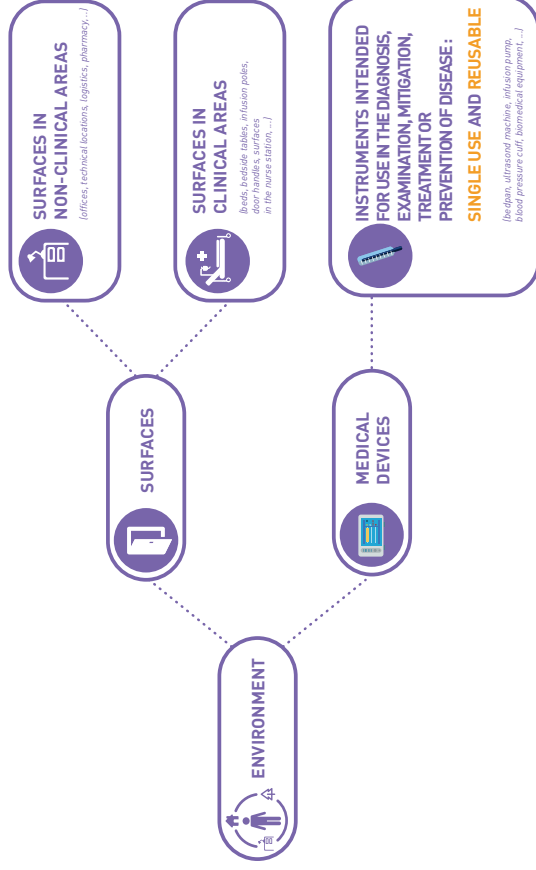 ENVIRONMENT
SURFACES
MEDICAL
DEVICES
SURFACES IN
NON-CLINICAL AREAS
(offices, technical locations, logistics, pharmacy,...)
SURFACES IN
CLINICAL AREAS
(beds, bedside tables, infusion poles,
door handles, surfaces
in the nurse station, ...)
INSTRUMENTS INTENDED
FOR USE IN THE DIAGNOSIS,
EXAMINATION, MITIGATION,
TREATMENT OR
PREVENTION OF DISEASE :
SINGLE USE AND REUSABLE
(bedpan, ultrasond machine, infusion pump,
blood pressure cuff, biomedical equipment, ...)